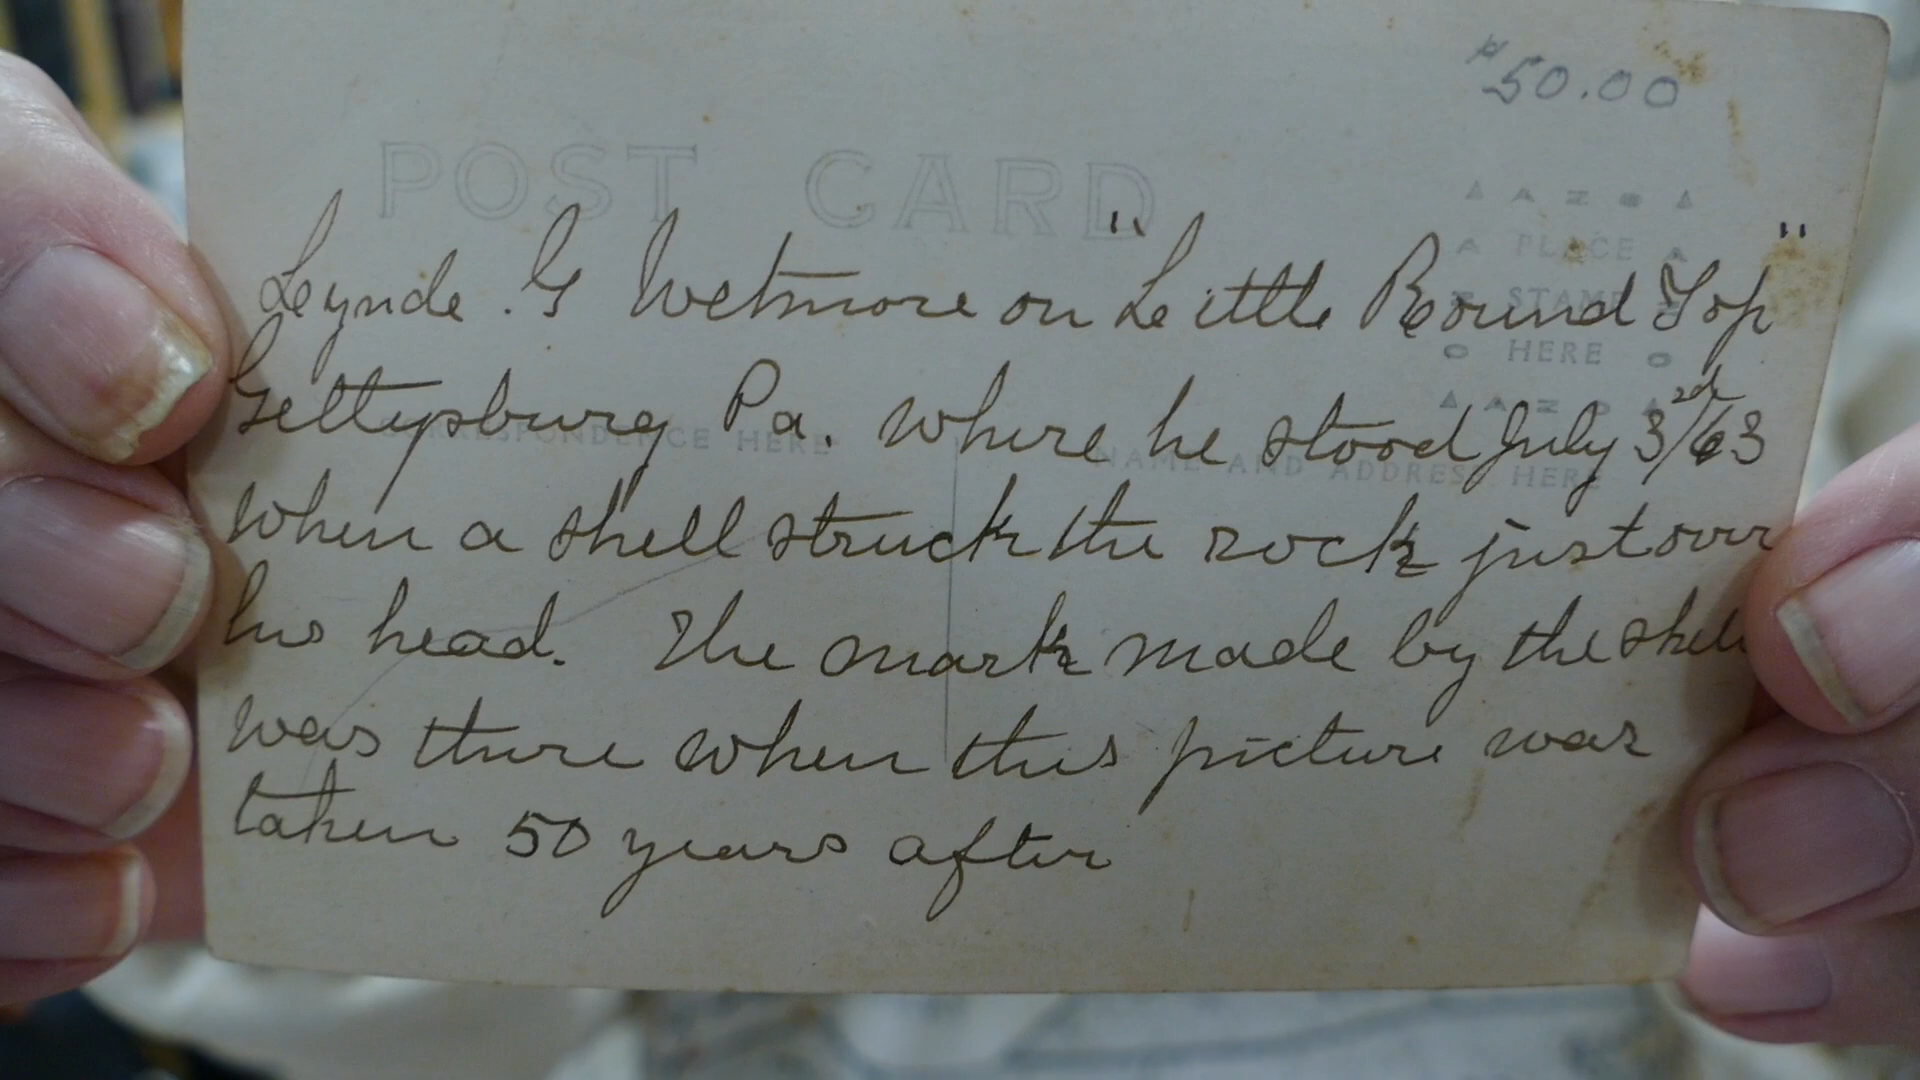 $50.00
POST CARD
▲ A Z O ▲
PLACE
STAMP
HERE
▲ A Z O ▲
CORRESPONDENCE HERE
NAME AND ADDRESS HERE
Leynde . G Wetmore on "Little Round Top"
Gettysburg Pa. where he stood July 3rd/63
when a shell struck the rock just over
his head. The mark made by the shell
was there when this picture was
taken 50 years after